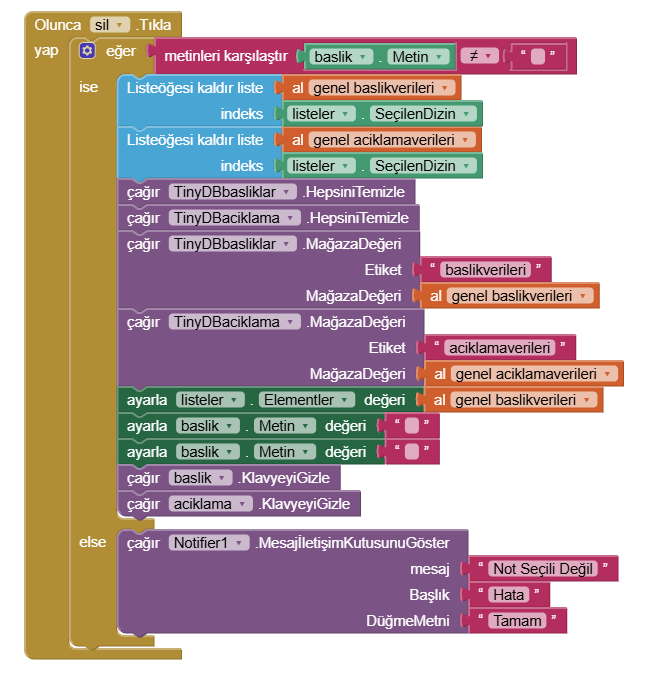 Olunca sil .Tıkla
yap eğer metinleri karşılaştır baslik . Metin ≠ “ ”
ise Listeöğesi kaldır liste al genel baslikverileri
indeks listeler . SeçilenDizin
Listeöğesi kaldır liste al genel aciklamaverileri
indeks listeler . SeçilenDizin
çağır TinyDBbasliklar .HepsiniTemizle
çağır TinyDBaciklama .HepsiniTemizle
çağır TinyDBbasliklar .MağazaDeğeri
Etiket “ baslikverileri ”
MağazaDeğeri al genel baslikverileri
çağır TinyDBaciklama .MağazaDeğeri
Etiket “ aciklamaverileri ”
MağazaDeğeri al genel aciklamaverileri
ayarla listeler . Elementler değeri al genel baslikverileri
ayarla baslik . Metin değeri “ ”
ayarla baslik . Metin değeri “ ”
çağır baslik .KlavyeyiGizle
çağır aciklama .KlavyeyiGizle
else çağır Notifier1 .MesajİletişimKutusunuGöster
mesaj “ Not Seçili Değil ”
Başlık “ Hata ”
DüğmeMetni “ Tamam ”